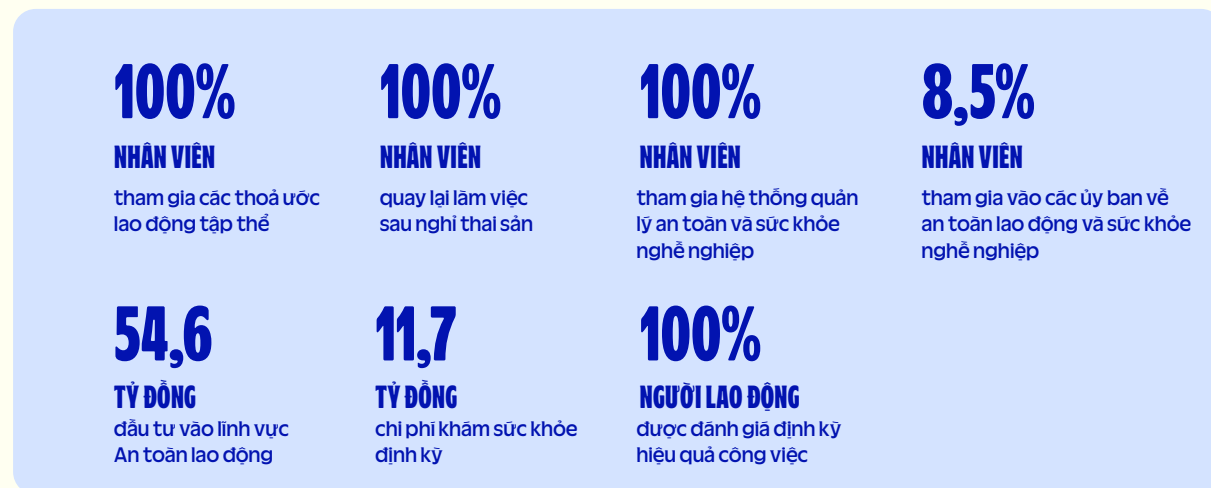 100%
NHÂN VIÊN
tham gia các thoả ước
lao động tập thể
100%
NHÂN VIÊN
quay lại làm việc
sau nghỉ thai sản
100%
NHÂN VIÊN
tham gia hệ thống quản
lý an toàn và sức khỏe
nghề nghiệp
8,5%
NHÂN VIÊN
tham gia vào các ủy ban về
an toàn lao động và sức khỏe
nghề nghiệp
54,6
TỶ ĐỒNG
đầu tư vào lĩnh vực
An toàn lao động
11,7
TỶ ĐỒNG
chi phí khám sức khỏe
định kỳ
100%
NGƯỜI LAO ĐỘNG
được đánh giá định kỳ
hiệu quả công việc